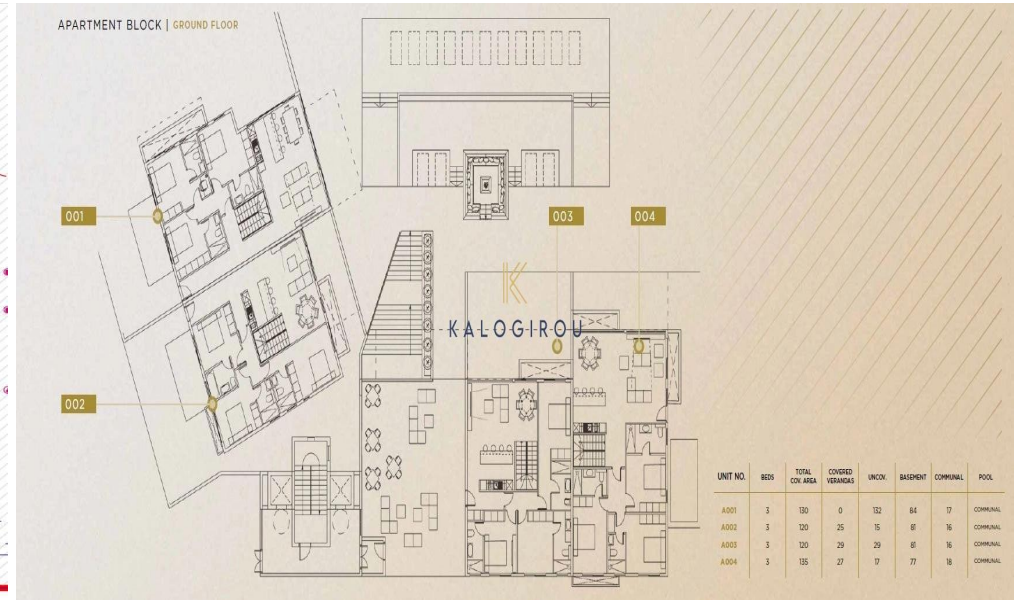 APARTMENT BLOCK | GROUND FLOOR
001
003 004
KALOGIROU
002
UNIT NO. BEDS TOTAL COV. AREA COVERED VERANDAS UNCOV. BASEMENT COMMUNAL POOL
A001 3 130 0 132 84 17 COMMUNAL
A002 3 120 25 15 81 16 COMMUNAL
A003 3 120 29 29 81 16 COMMUNAL
A004 3 135 27 17 77 18 COMMUNAL